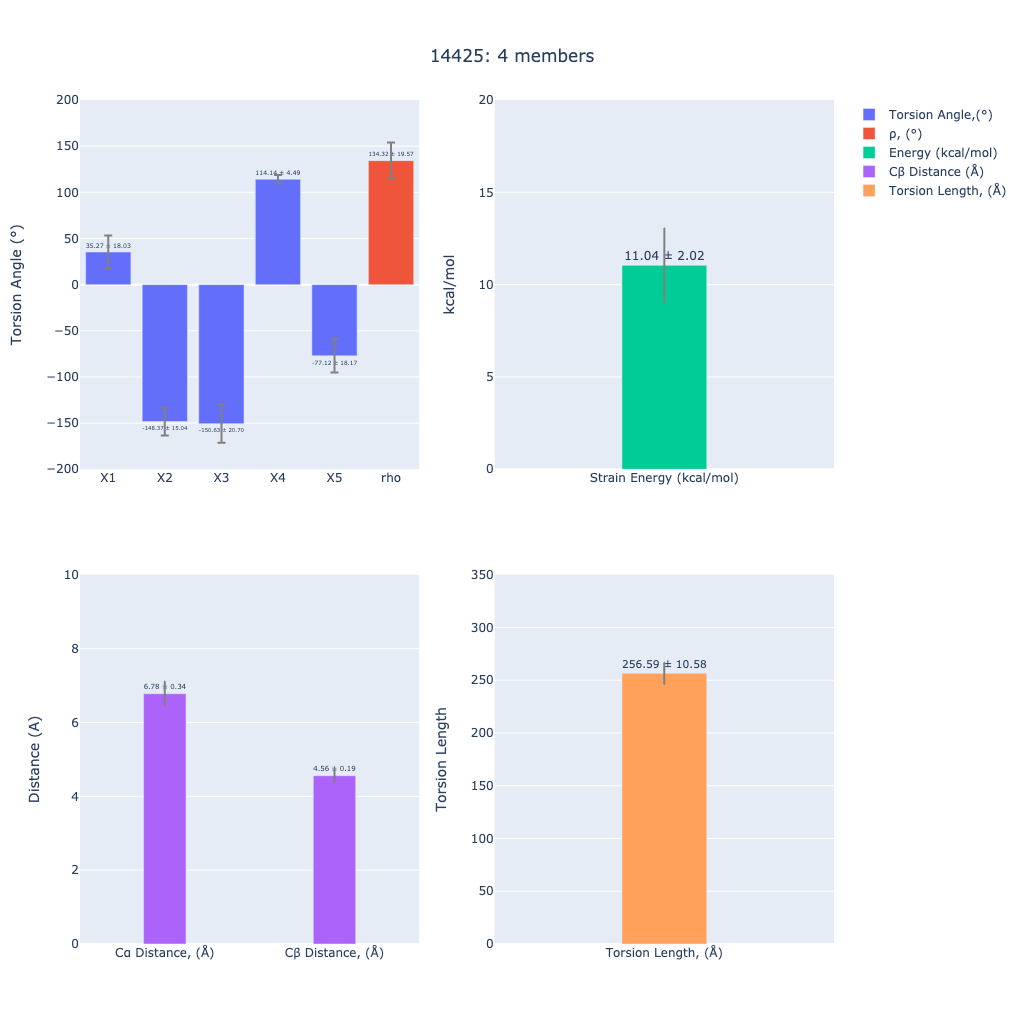 14425: 4 members
Torsion Angle (°)
200
150
100
50
0
−50
−100
−150
−200
35.27 ± 18.03
-148.37 ± 15.04
-150.63 ± 20.70
114.14 ± 4.49
-77.12 ± 18.17
134.32 ± 19.57
X1 X2 X3 X4 X5 rho
kcal/mol
20
15
10
5
0
11.04 ± 2.02
Strain Energy (kcal/mol)
Torsion Angle,(°)
ρ, (°)
Energy (kcal/mol)
Cβ Distance (Å)
Torsion Length, (Å)
Distance (A)
10
8
6
4
2
0
6.78 ± 0.34
4.56 ± 0.19
Cα Distance, (Å) Cβ Distance, (Å)
Torsion Length
350
300
250
200
150
100
50
0
256.59 ± 10.58
Torsion Length, (Å)